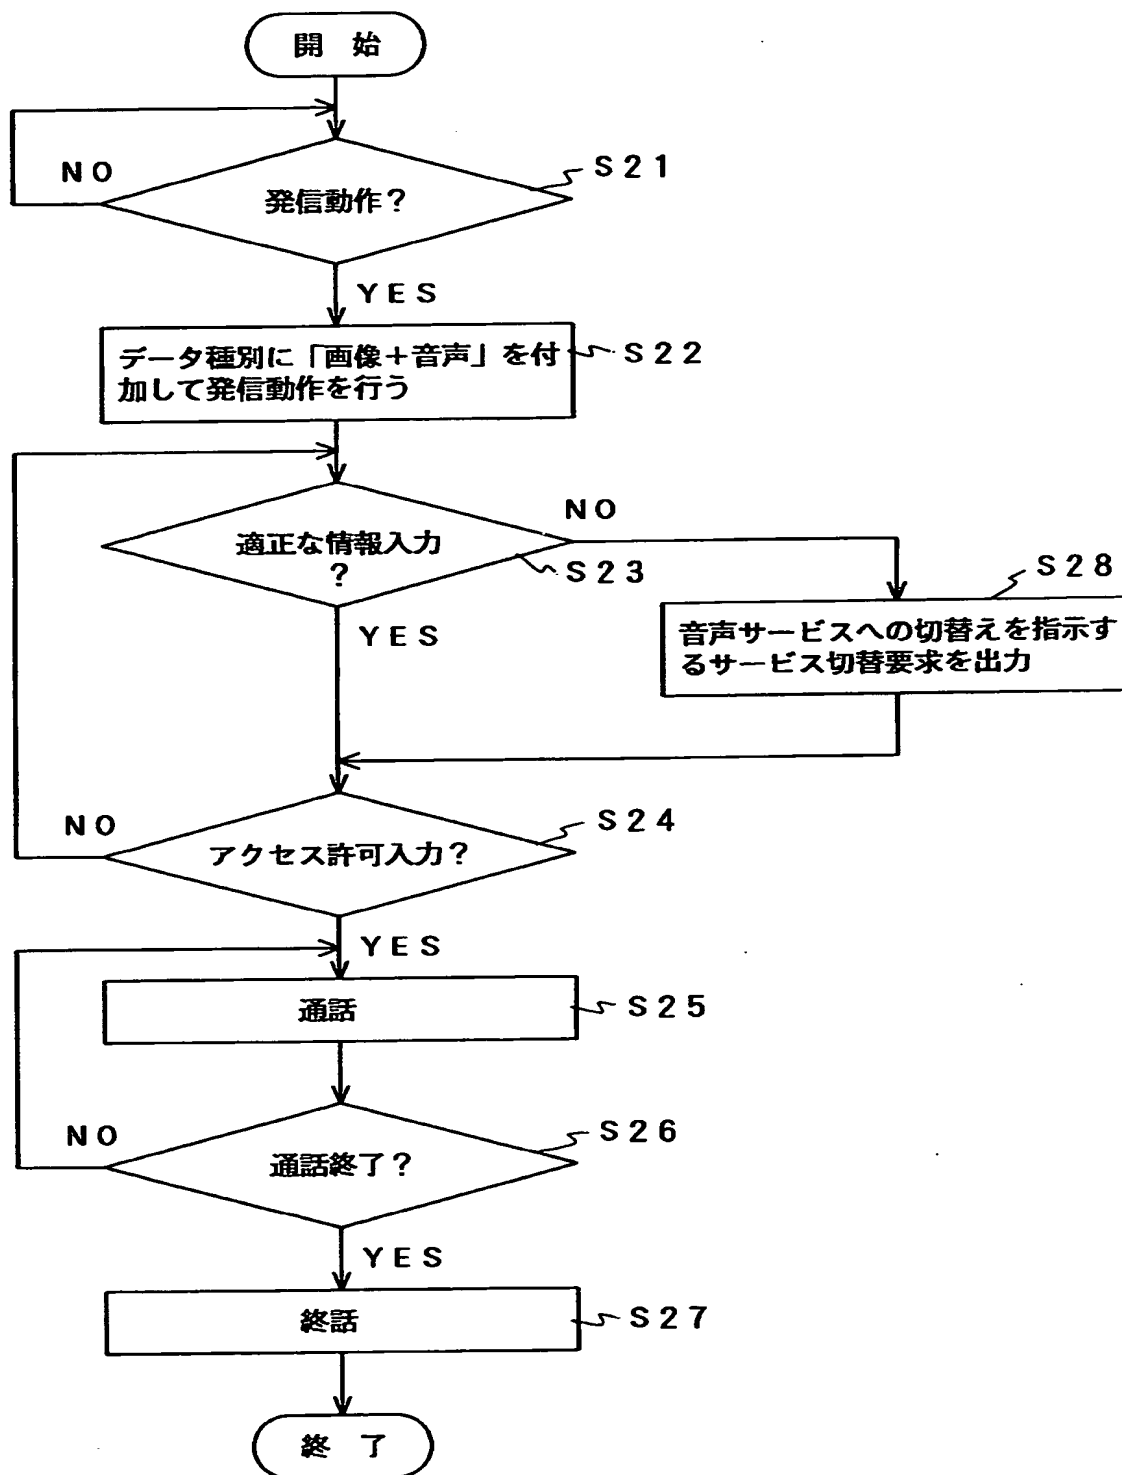 開 始
NO
S21
発信動作？
YES
データ種別に「画像＋音声」を付
加して発信動作を行う
S22
NO
適正な情報入力
？
S23
S28
YES
音声サービスへの切替えを指示す
るサービス切替要求を出力
NO
S24
アクセス許可入力？
YES
通話
S25
NO
S26
通話終了？
YES
終話
S27
終 了